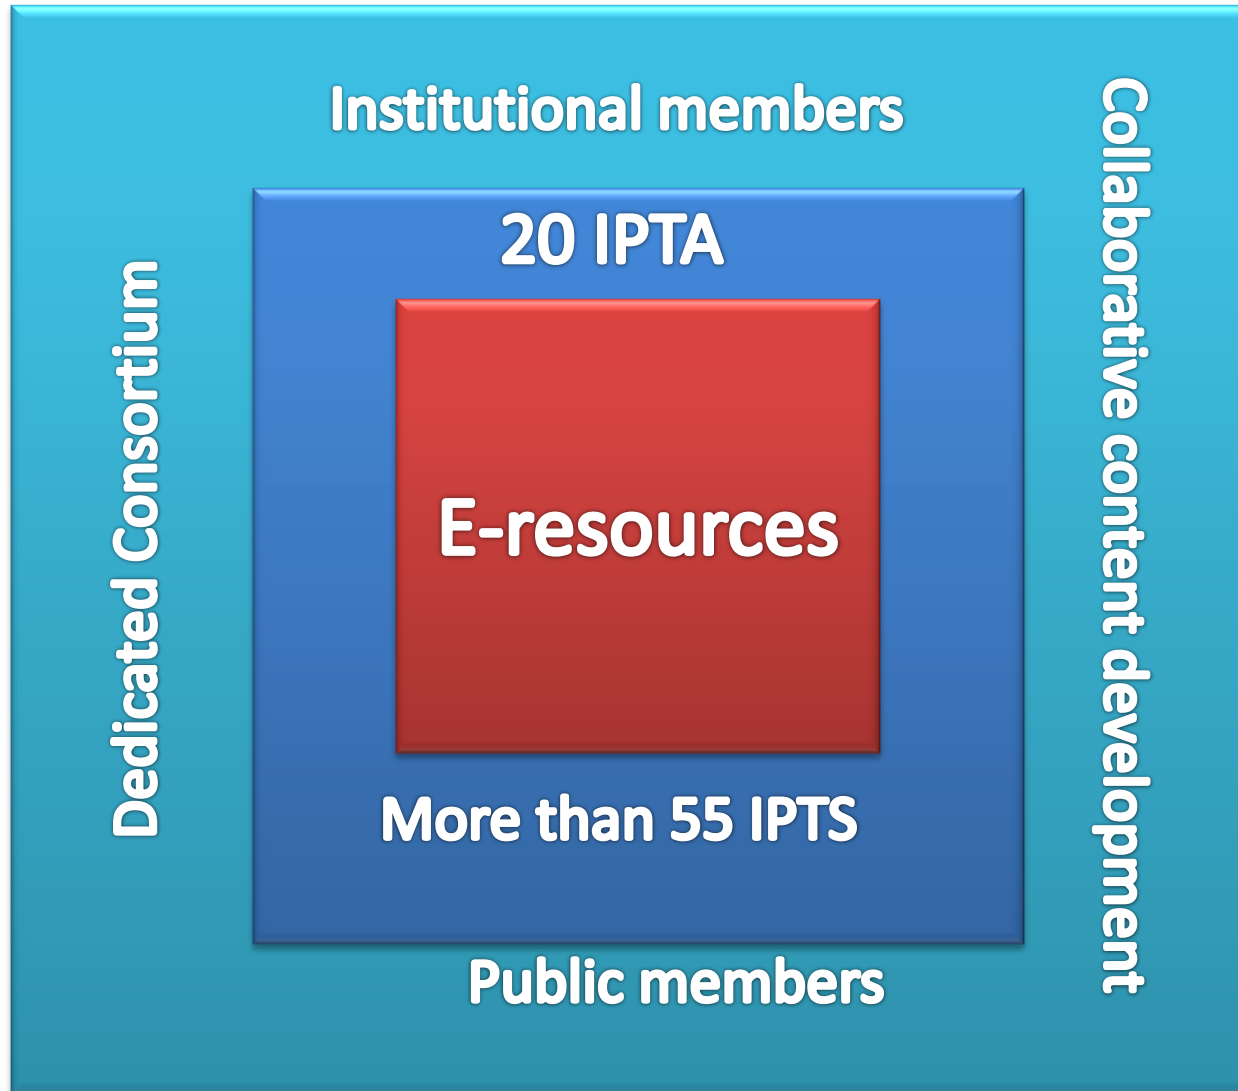 Institutional members
Collaborative content development
20 IPTA
Dedicated Consortium
E-resources
More than 55 IPTS
Public members